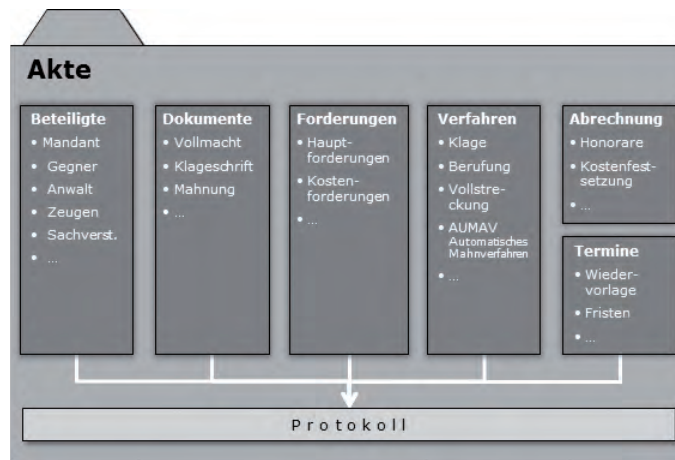 Akte
Beteiligte
• Mandant
• Gegner
• Anwalt
• Zeugen
• Sachverst.
• ...
Dokumente
• Vollmacht
• Klageschrift
• Mahnung
• ...
Forderungen
• Haupt-
forderungen
• Kosten-
forderungen
• ...
Verfahren
• Klage
• Berufung
• Vollstre-
ckung
• AUMAV
Automatisches
Mahnverfahren
• ...
Abrechnung
• Honorare
• Kostenfest-
setzung
• ...
Termine
• Wieder-
vorlage
• Fristen
• ...
Protokoll